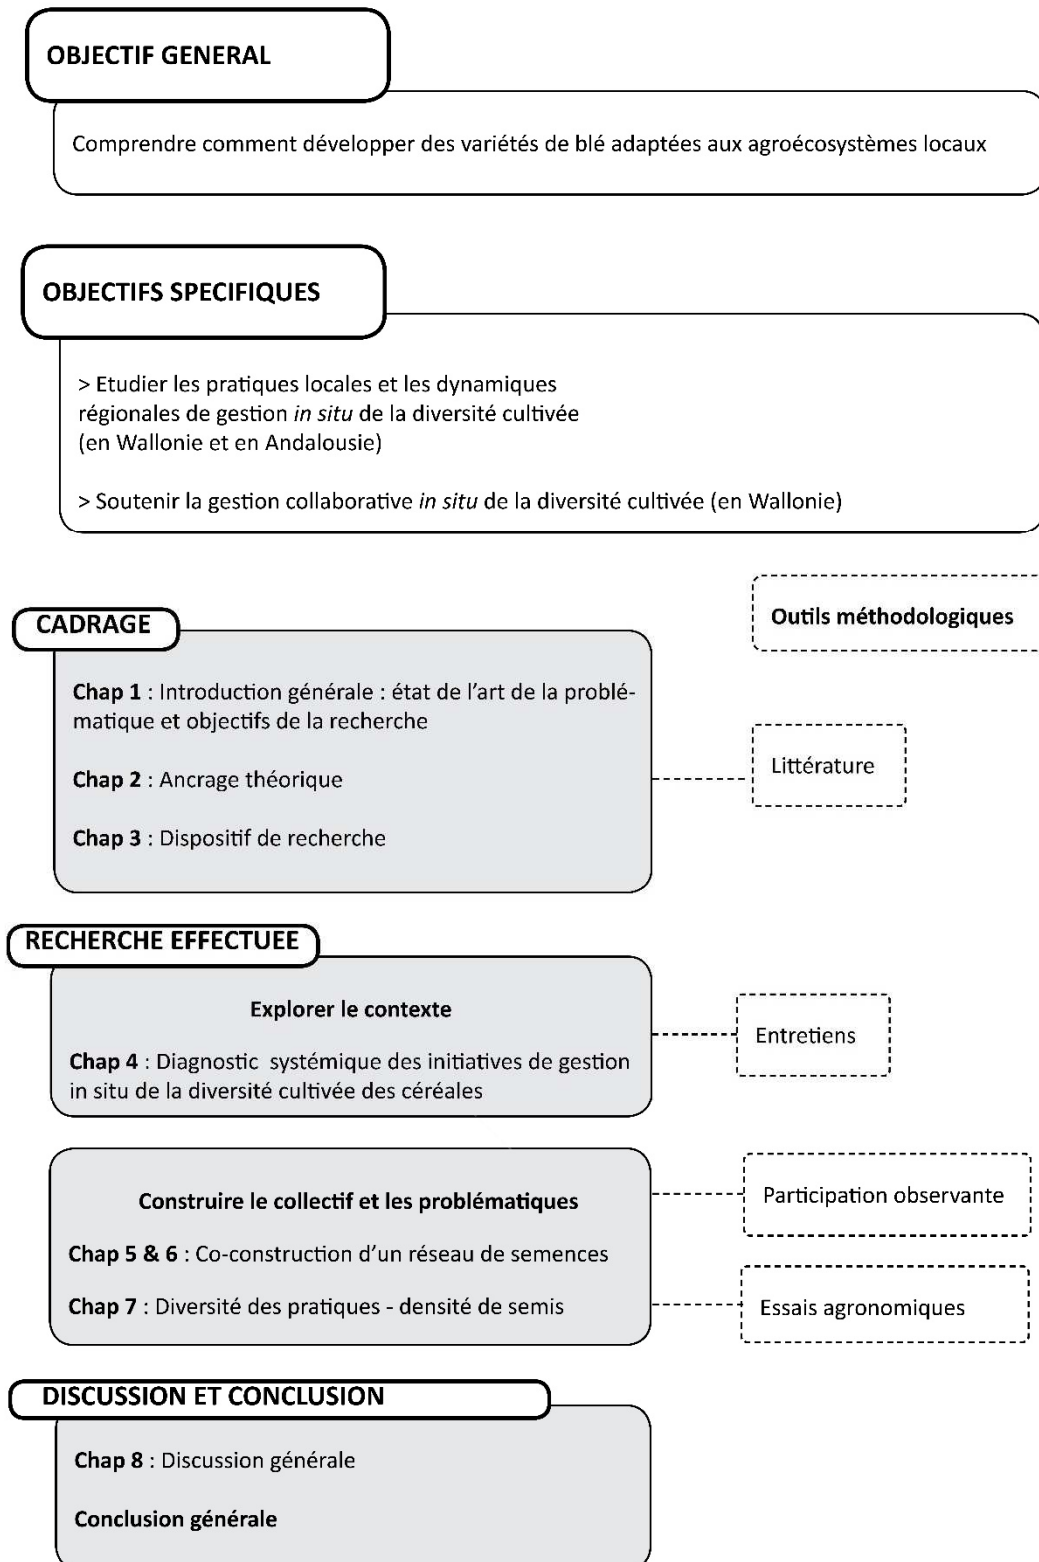 OBJECTIF GENERAL
Comprendre comment développer des variétés de blé adaptées aux agroécosystèmes locaux
OBJECTIFS SPECIFIQUES
> Etudier les pratiques locales et les dynamiques
régionales de gestion in situ de la diversité cultivée
(en Wallonie et en Andalousie)
> Soutenir la gestion collaborative in situ de la diversité cultivée (en Wallonie)
Outils méthodologiques
CADRAGE
Chap 1 : Introduction générale : état de l’art de la problé-
matique et objectifs de la recherche
Chap 2 : Ancrage théorique
Chap 3 : Dispositif de recherche
Littérature
RECHERCHE EFFECTUEE
Explorer le contexte
Chap 4 : Diagnostic systémique des initiatives de gestion
in situ de la diversité cultivée des céréales
Entretiens
Construire le collectif et les problématiques
Chap 5 & 6 : Co-construction d’un réseau de semences
Chap 7 : Diversité des pratiques - densité de semis
Participation observante
Essais agronomiques
DISCUSSION ET CONCLUSION
Chap 8 : Discussion générale
Conclusion générale